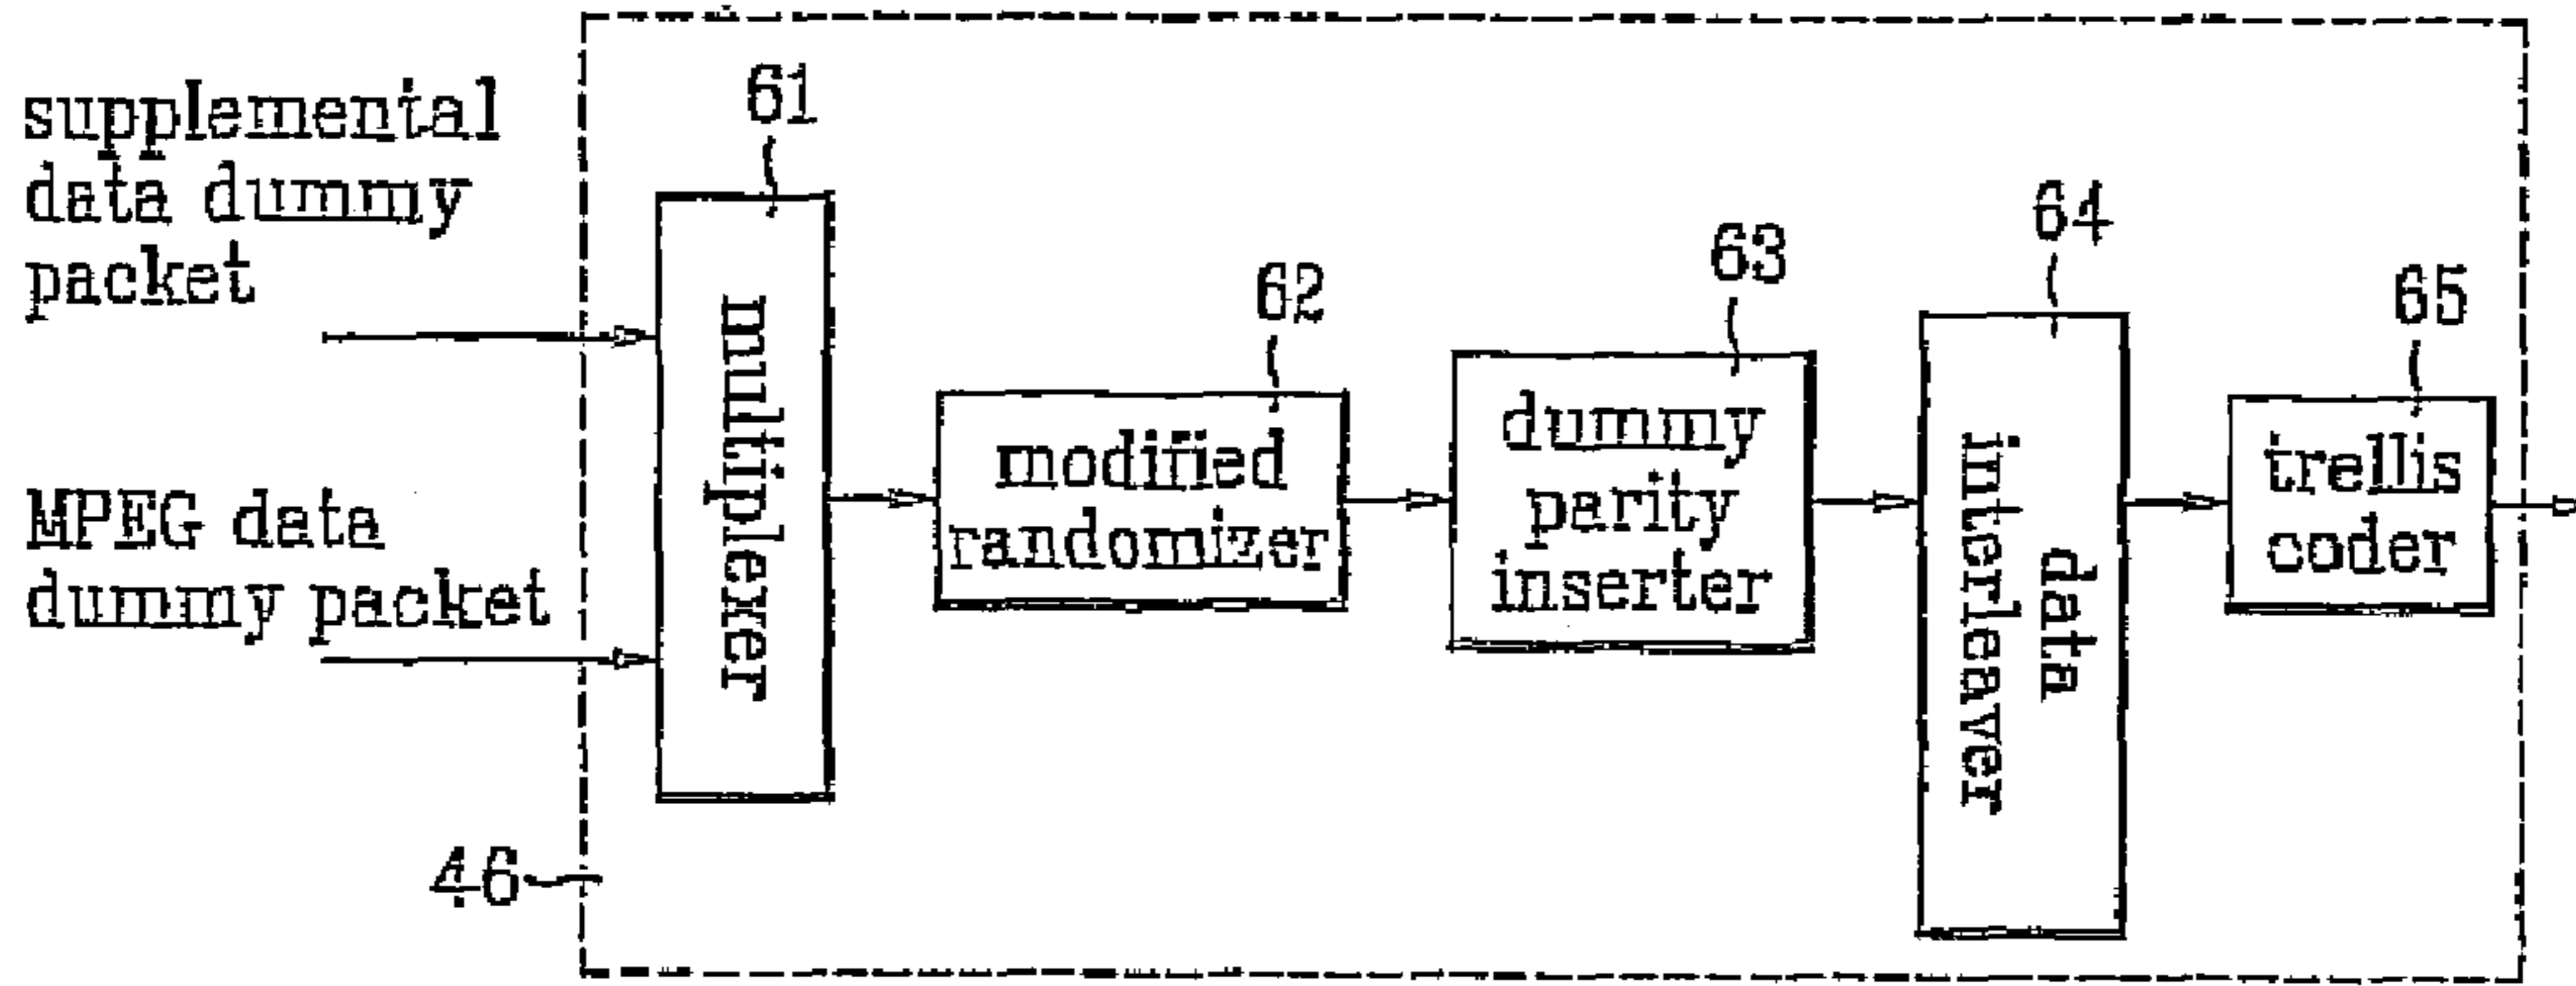 supplemental
data dummy
packet
MPEG data
dummy packet
46
61
multiplexer
62
modified
randomizer
63
dummy
parity
inserter
64
data
interleaver
65
trellis
coder